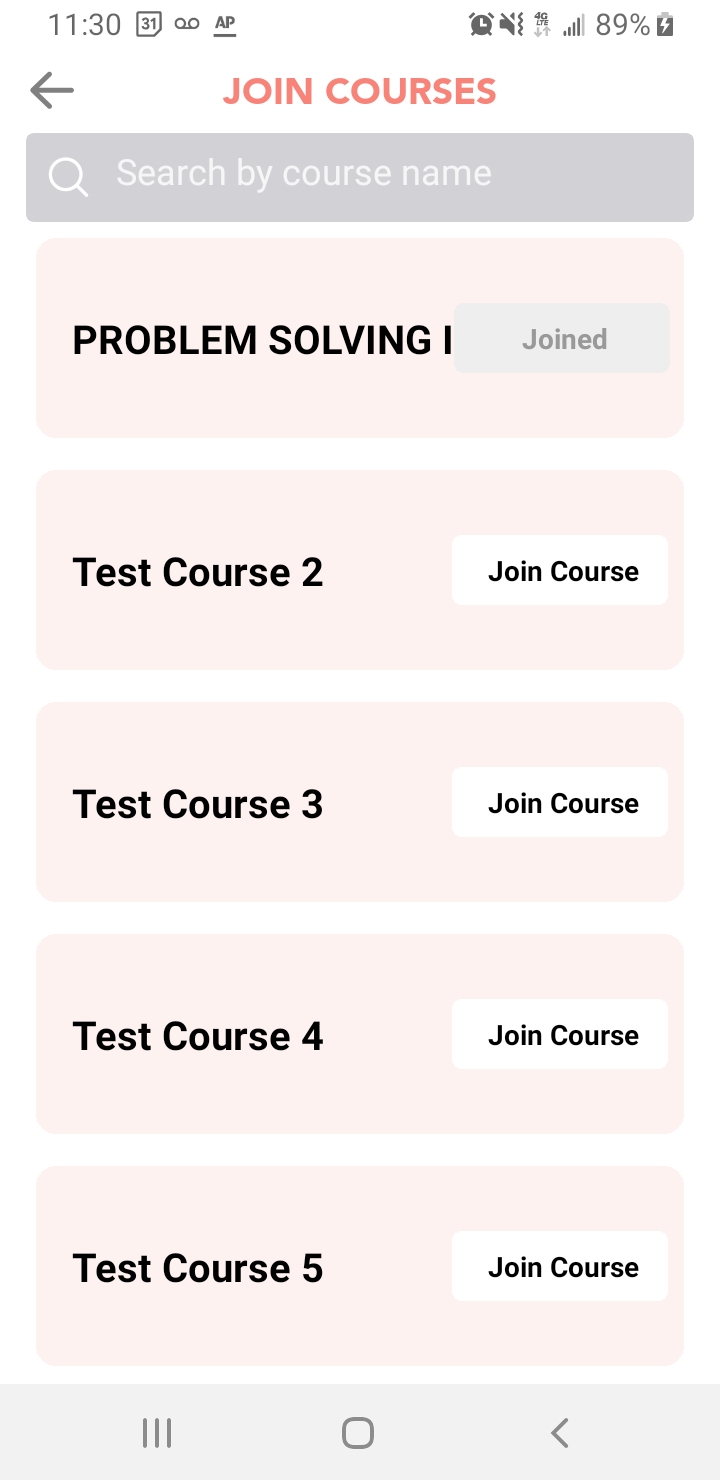 11:30 31 AP 4G LTE 89%
JOIN COURSES
Search by course name
PROBLEM SOLVING I Joined
Test Course 2 Join Course
Test Course 3 Join Course
Test Course 4 Join Course
Test Course 5 Join Course